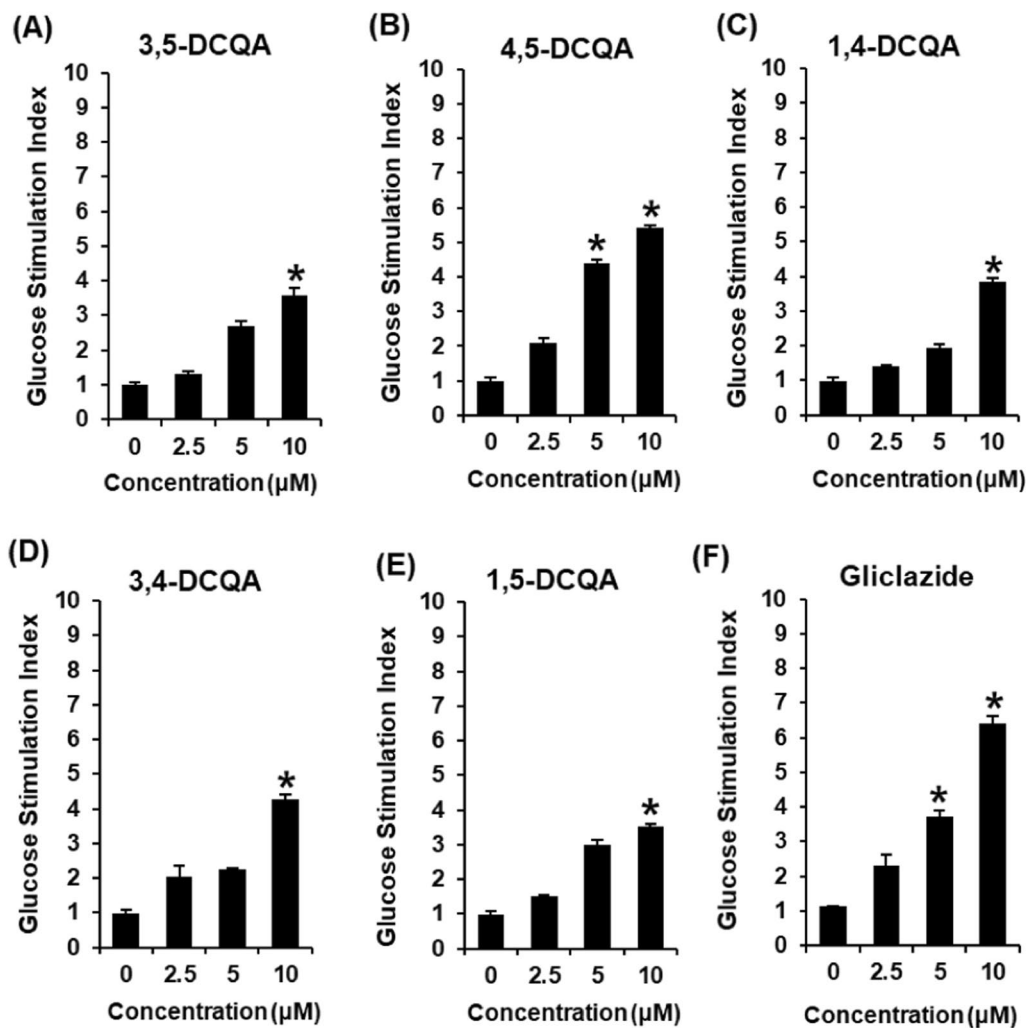 (A)
3,5-DCQA
Glucose Stimulation Index
10
9
8
7
6
5
4
3
2
1
0
*
0 2.5 5 10
Concentration (µM)
(B)
4,5-DCQA
Glucose Stimulation Index
10
9
8
7
6
5
4
3
2
1
0
* *
0 2.5 5 10
Concentration (µM)
(C)
1,4-DCQA
Glucose Stimulation Index
10
9
8
7
6
5
4
3
2
1
0
*
0 2.5 5 10
Concentration (µM)
(D)
3,4-DCQA
Glucose Stimulation Index
10
9
8
7
6
5
4
3
2
1
0
*
0 2.5 5 10
Concentration (µM)
(E)
1,5-DCQA
Glucose Stimulation Index
10
9
8
7
6
5
4
3
2
1
0
*
0 2.5 5 10
Concentration (µM)
(F)
Gliclazide
Glucose Stimulation Index
10
9
8
7
6
5
4
3
2
1
0
* *
0 2.5 5 10
Concentration (µM)